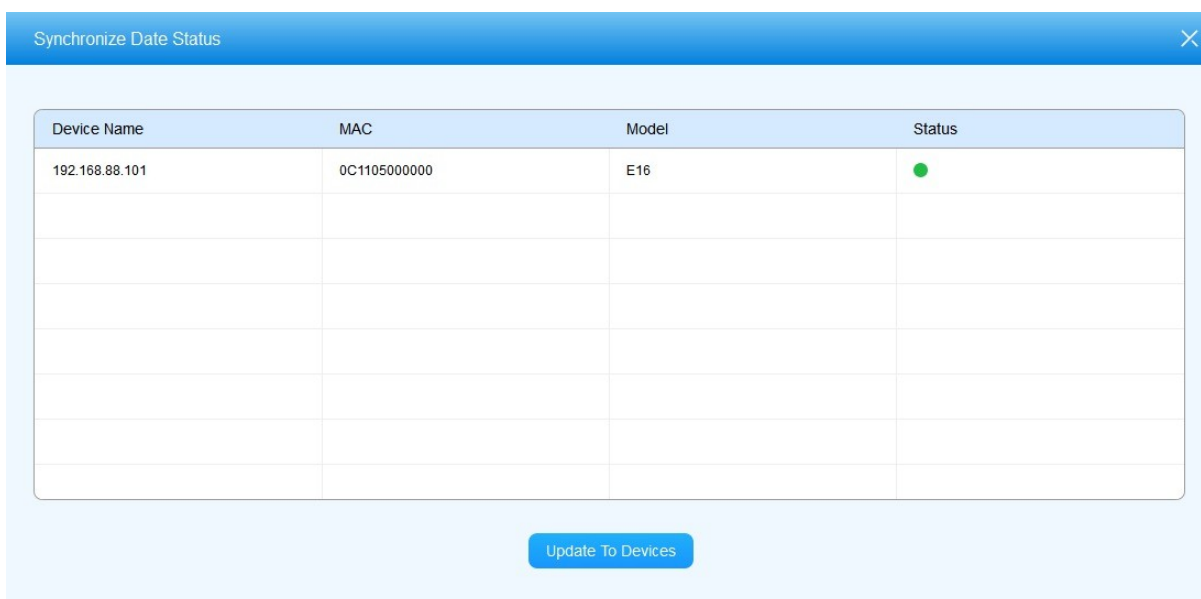 Synchronize Date Status
Device Name MAC Model Status
192.168.88.101 0C1105000000 E16
Update To Devices